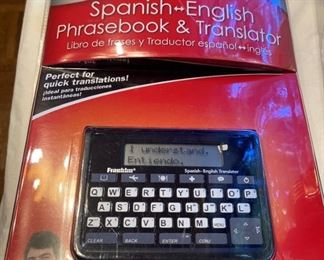 Spanish↔English
Phrasebook & Translator
Libro de frases y Traductor español↔inglés
Perfect for
quick translations!
¡Ideal para traducciones
instantáneas!
I understand.
Entiendo.
Franklin
Spanish-English Translator
Q W E R T Y U I O P
A S D F G H J K L
Z X C V B N M MENU
CLEAR BACK ENTER CONJ